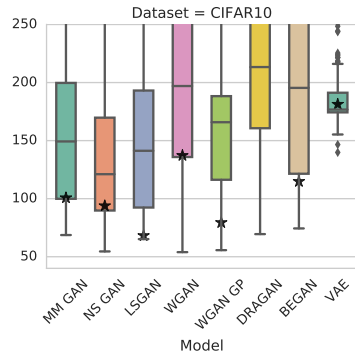 Dataset = CIFAR10
250
200
150
100
50
MM GAN
NS GAN
LSGAN
WGAN
WGAN GP
DRAGAN
BEGAN
VAE
Model